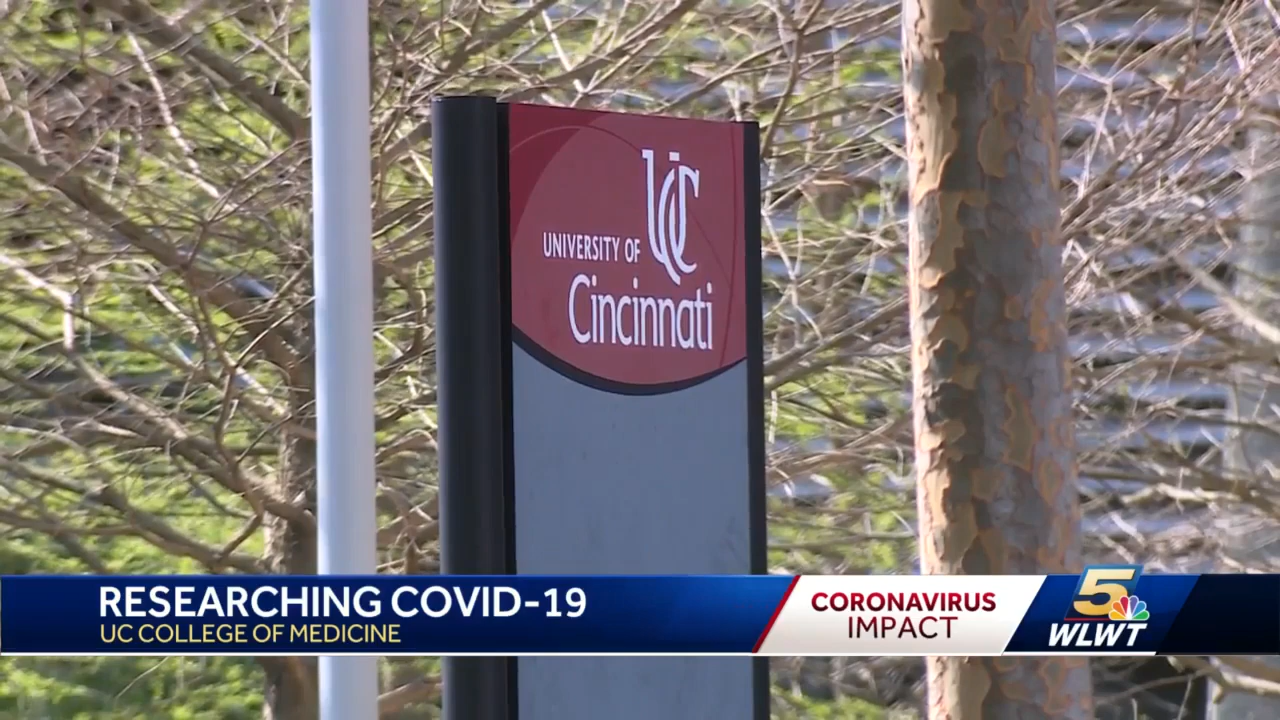 UC
UNIVERSITY OF
Cincinnati
RESEARCHING COVID-19
UC COLLEGE OF MEDICINE
CORONAVIRUS
IMPACT
5
WLWT